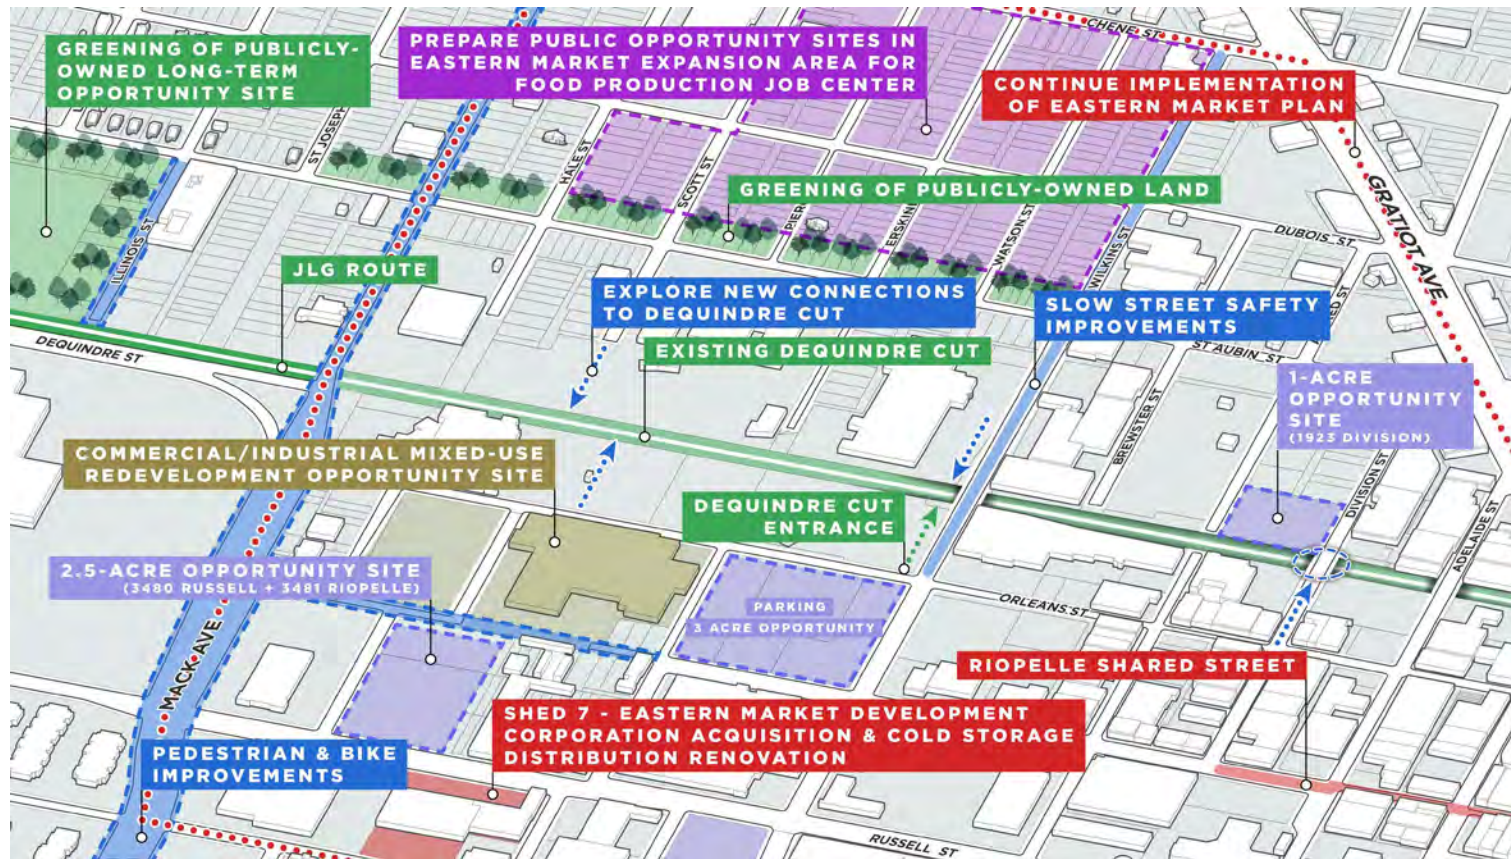 GREENING OF PUBLICLY-
OWNED LONG-TERM
OPPORTUNITY SITE
PREPARE PUBLIC OPPORTUNITY SITES IN
EASTERN MARKET EXPANSION AREA FOR
FOOD PRODUCTION JOB CENTER
CHENE ST
CONTINUE IMPLEMENTATION
OF EASTERN MARKET PLAN
ST JOSEPH
HALE ST
SCOTT ST
GREENING OF PUBLICLY-OWNED LAND
WATSON ST
WILKINS ST
DUBOIS ST
GRATIOT AVE
ILLINOIS ST
JLG ROUTE
EXPLORE NEW CONNECTIONS
TO DEQUINDRE CUT
SLOW STREET SAFETY
IMPROVEMENTS
DEQUINDRE ST
EXISTING DEQUINDRE CUT
ST AUBIN ST
1-ACRE
OPPORTUNITY
SITE
(1923 DIVISION)
BREWSTER ST
COMMERCIAL/INDUSTRIAL MIXED-USE
REDEVELOPMENT OPPORTUNITY SITE
DIVISION ST
DEQUINDRE CUT
ENTRANCE
ADELAIDE ST
2.5-ACRE OPPORTUNITY SITE
(3480 RUSSELL + 3481 RIOPELLE)
PARKING
3 ACRE OPPORTUNITY
ORLEANS ST
MACK AVE
RIOPELLE SHARED STREET
SHED 7 - EASTERN MARKET DEVELOPMENT
CORPORATION ACQUISITION & COLD STORAGE
DISTRIBUTION RENOVATION
PEDESTRIAN & BIKE
IMPROVEMENTS
RUSSELL ST